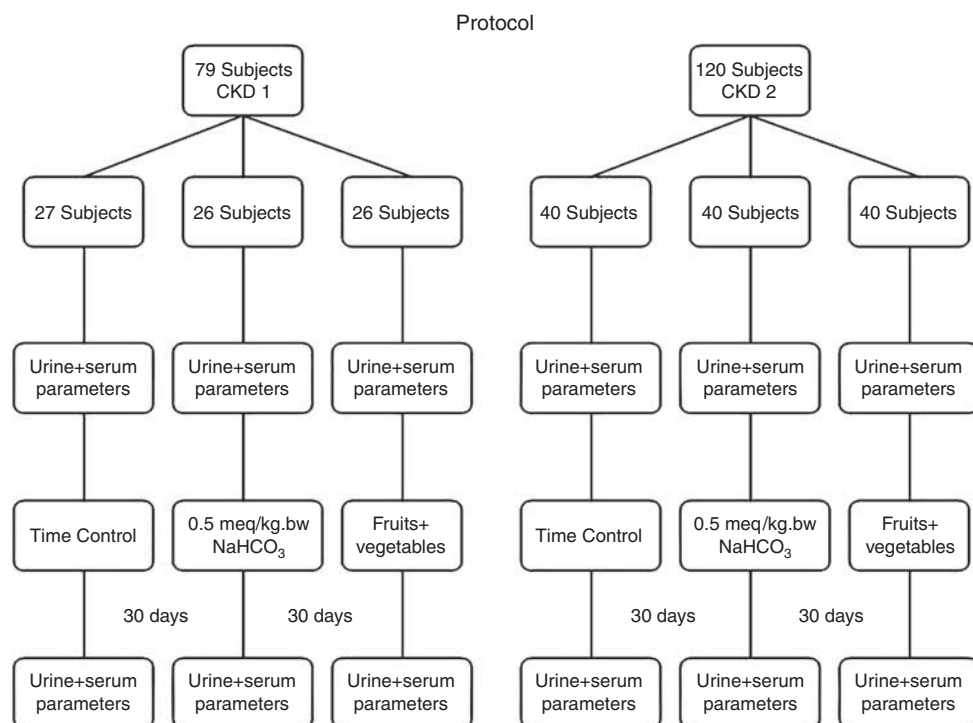 Protocol
79 Subjects
CKD 1
120 Subjects
CKD 2
27 Subjects
26 Subjects
26 Subjects
40 Subjects
40 Subjects
40 Subjects
Urine+serum
parameters
Urine+serum
parameters
Urine+serum
parameters
Urine+serum
parameters
Urine+serum
parameters
Urine+serum
parameters
Time Control
0.5 meq/kg.bw
NaHCO₃
Fruits+
vegetables
Time Control
0.5 meq/kg.bw
NaHCO₃
Fruits+
vegetables
30 days
30 days
30 days
30 days
Urine+serum
parameters
Urine+serum
parameters
Urine+serum
parameters
Urine+serum
parameters
Urine+serum
parameters
Urine+serum
parameters